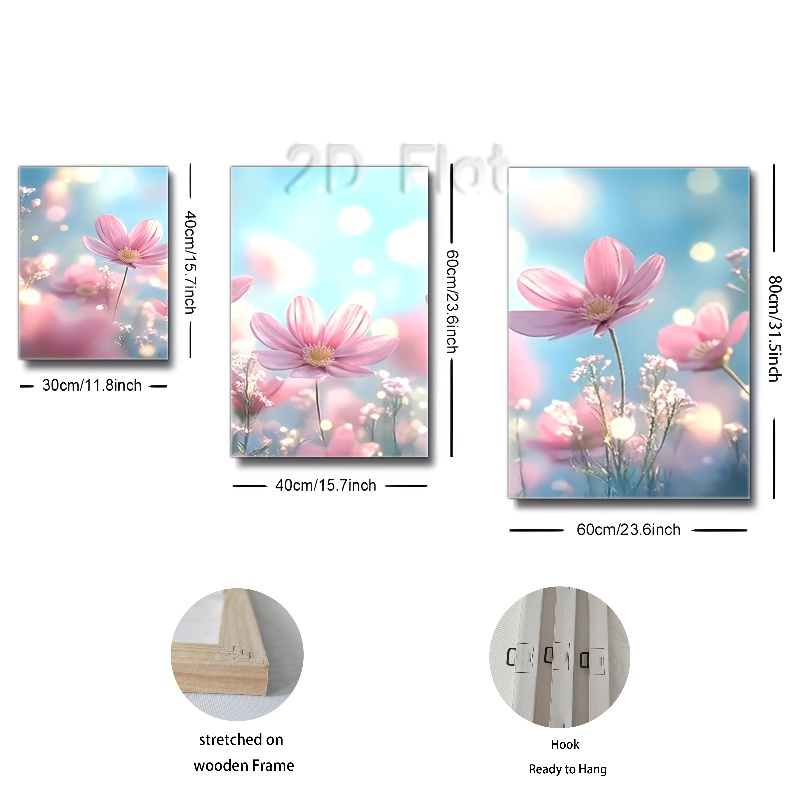 2D Flat
40cm/15.7inch
60cm/23.6inch
80cm/31.5inch
30cm/11.8inch
40cm/15.7inch
60cm/23.6inch
stretched on
wooden Frame
Hook
Ready to Hang